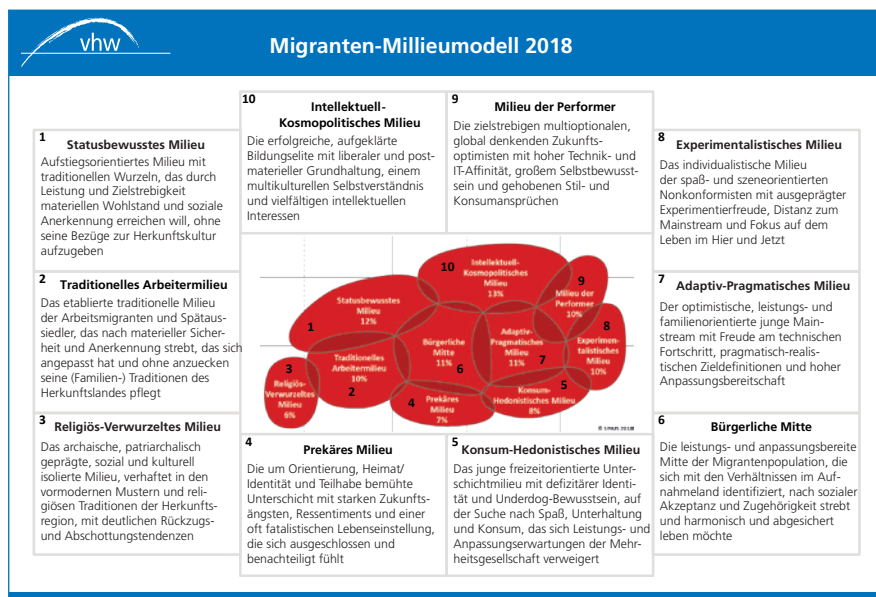 vhw
Migranten-Millieumodell 2018
1
Statusbewusstes Milieu
Aufstiegsorientiertes Milieu mit
traditionellen Wurzeln, das durch
Leistung und Zielstrebigkeit
materiellen Wohlstand und soziale
Anerkennung erreichen will, ohne
seine Bezüge zur Herkunftskultur
aufzugeben
2
Traditionelles Arbeitermilieu
Das etablierte traditionelle Milieu
der Arbeitsmigranten und Spätaus-
siedler, das nach materieller Sicher-
heit und Anerkennung strebt, das sich
angepasst hat und ohne anzuecken
seine (Familien-) Traditionen des
Herkunftslandes pflegt
3
Religiös-Verwurzeltes Milieu
Das archaische, patriarchalisch
geprägte, sozial und kulturell
isolierte Milieu, verhaftet in den
vormodernen Mustern und reli-
giösen Traditionen der Herkunfts-
region, mit deutlichen Rückzugs-
und Abschottungstendenzen
10
Intellektuell-
Kosmopolitisches Milieu
Die erfolgreiche, aufgeklärte
Bildungselite mit liberaler und post-
materieller Grundhaltung, einem
multikulturellen Selbstverständnis
und vielfältigen intellektuellen
Interessen
9
Milieu der Performer
Die zielstrebigen multioptionalen,
global denkenden Zukunfts-
optimisten mit hoher Technik- und
IT-Affinität, großem Selbstbewusst-
sein und gehobenen Stil- und
Konsumansprüchen
10
Intellektuell-
Kosmopolitisches
Milieu
13%
9
Milieu der
Performer
10%
Statusbewusstes
Milieu
12%
1
8
Experimen-
talistisches
Milieu
10%
Bürgerliche
Mitte
11%
6
Adaptiv-
Pragmatisches
Milieu
11%
7
Traditionelles
Arbeitermilieu
10%
2
3
Religiös-
Verwurzeltes
Milieu
6%
4
Prekäres
Milieu
7%
5
Konsum-
Hedonistisches Milieu
8%
© SINUS 2018
4
Prekäres Milieu
Die um Orientierung, Heimat/
Identität und Teilhabe bemühte
Unterschicht mit starken Zukunfts-
ängsten, Ressentiments und einer
oft fatalistischen Lebenseinstellung,
die sich ausgeschlossen und
benachteiligt fühlt
5
Konsum-Hedonistisches Milieu
Das junge freizeitorientierte Unter-
schichtmilieu mit defizitärer Identi-
tät und Underdog-Bewusstsein, auf
der Suche nach Spaß, Unterhaltung
und Konsum, das sich Leistungs- und
Anpassungserwartungen der Mehr-
heitsgesellschaft verweigert
8
Experimentalistisches Milieu
Das individualistische Milieu
der spaß- und szeneorientierten
Nonkonformisten mit ausgeprägter
Experimentierfreude, Distanz zum
Mainstream und Fokus auf dem
Leben im Hier und Jetzt
7
Adaptiv-Pragmatisches Milieu
Der optimistische, leistungs- und
familienorientierte junge Main-
stream mit Freude am technischen
Fortschritt, pragmatisch-realis-
tischen Zieldefinitionen und hoher
Anpassungsbereitschaft
6
Bürgerliche Mitte
Die leistungs- und anpassungsbereite
Mitte der Migrantenpopulation, die
sich mit den Verhältnissen im Auf-
nahmeland identifiziert, nach sozialer
Akzeptanz und Zugehörigkeit strebt
und harmonisch und abgesichert
leben möchte